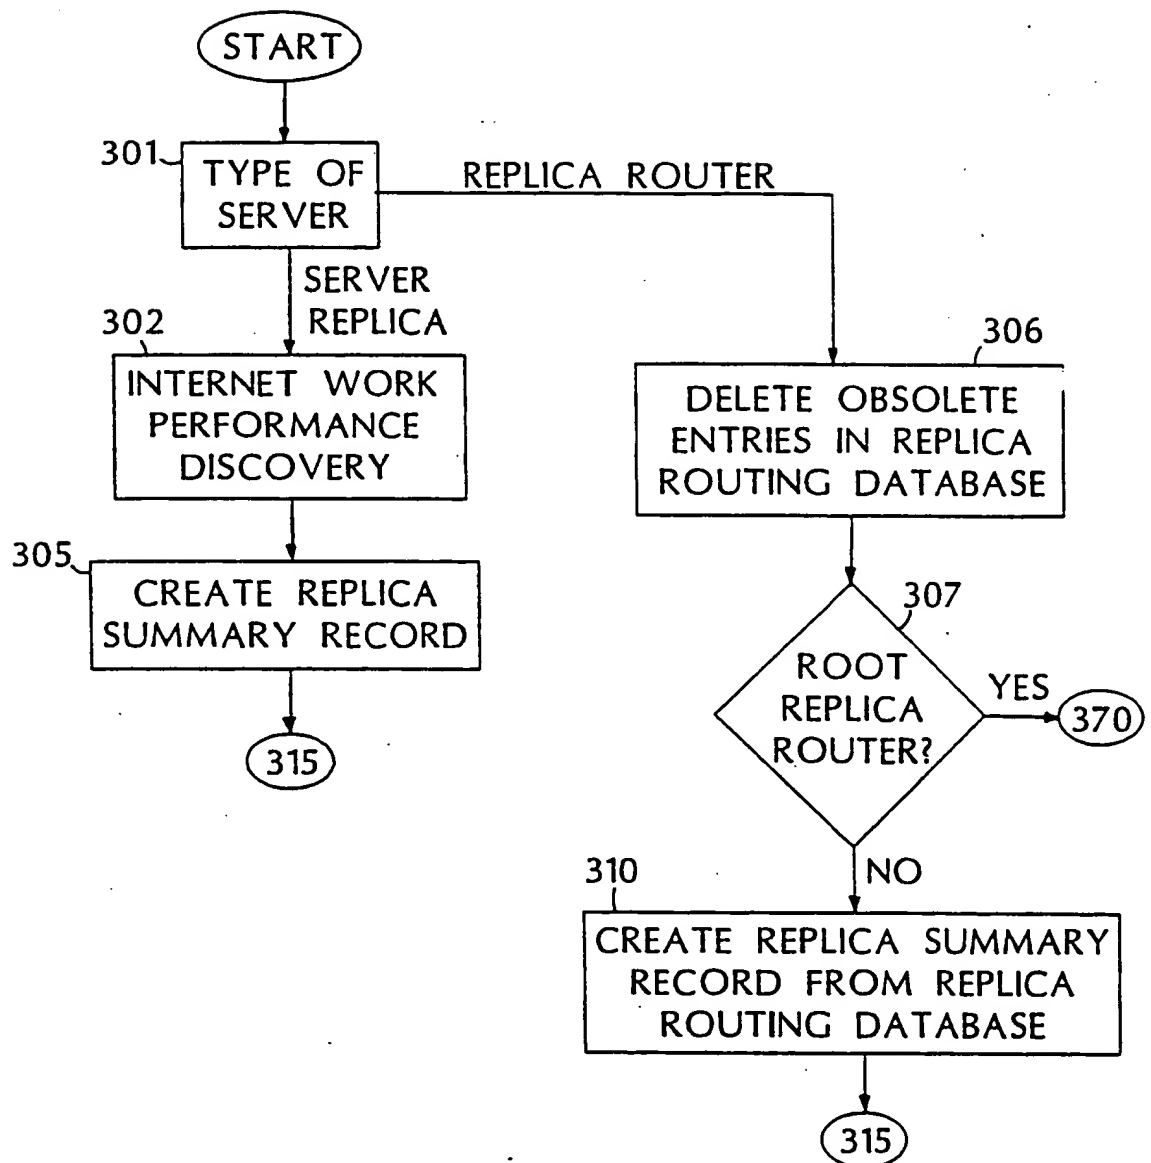 START
301
TYPE OF
SERVER
REPLICA ROUTER
SERVER
REPLICA
302
INTERNET WORK
PERFORMANCE
DISCOVERY
305
CREATE REPLICA
SUMMARY RECORD
315
306
DELETE OBSOLETE
ENTRIES IN REPLICA
ROUTING DATABASE
307
ROOT
REPLICA
ROUTER?
YES
370
NO
310
CREATE REPLICA SUMMARY
RECORD FROM REPLICA
ROUTING DATABASE
315